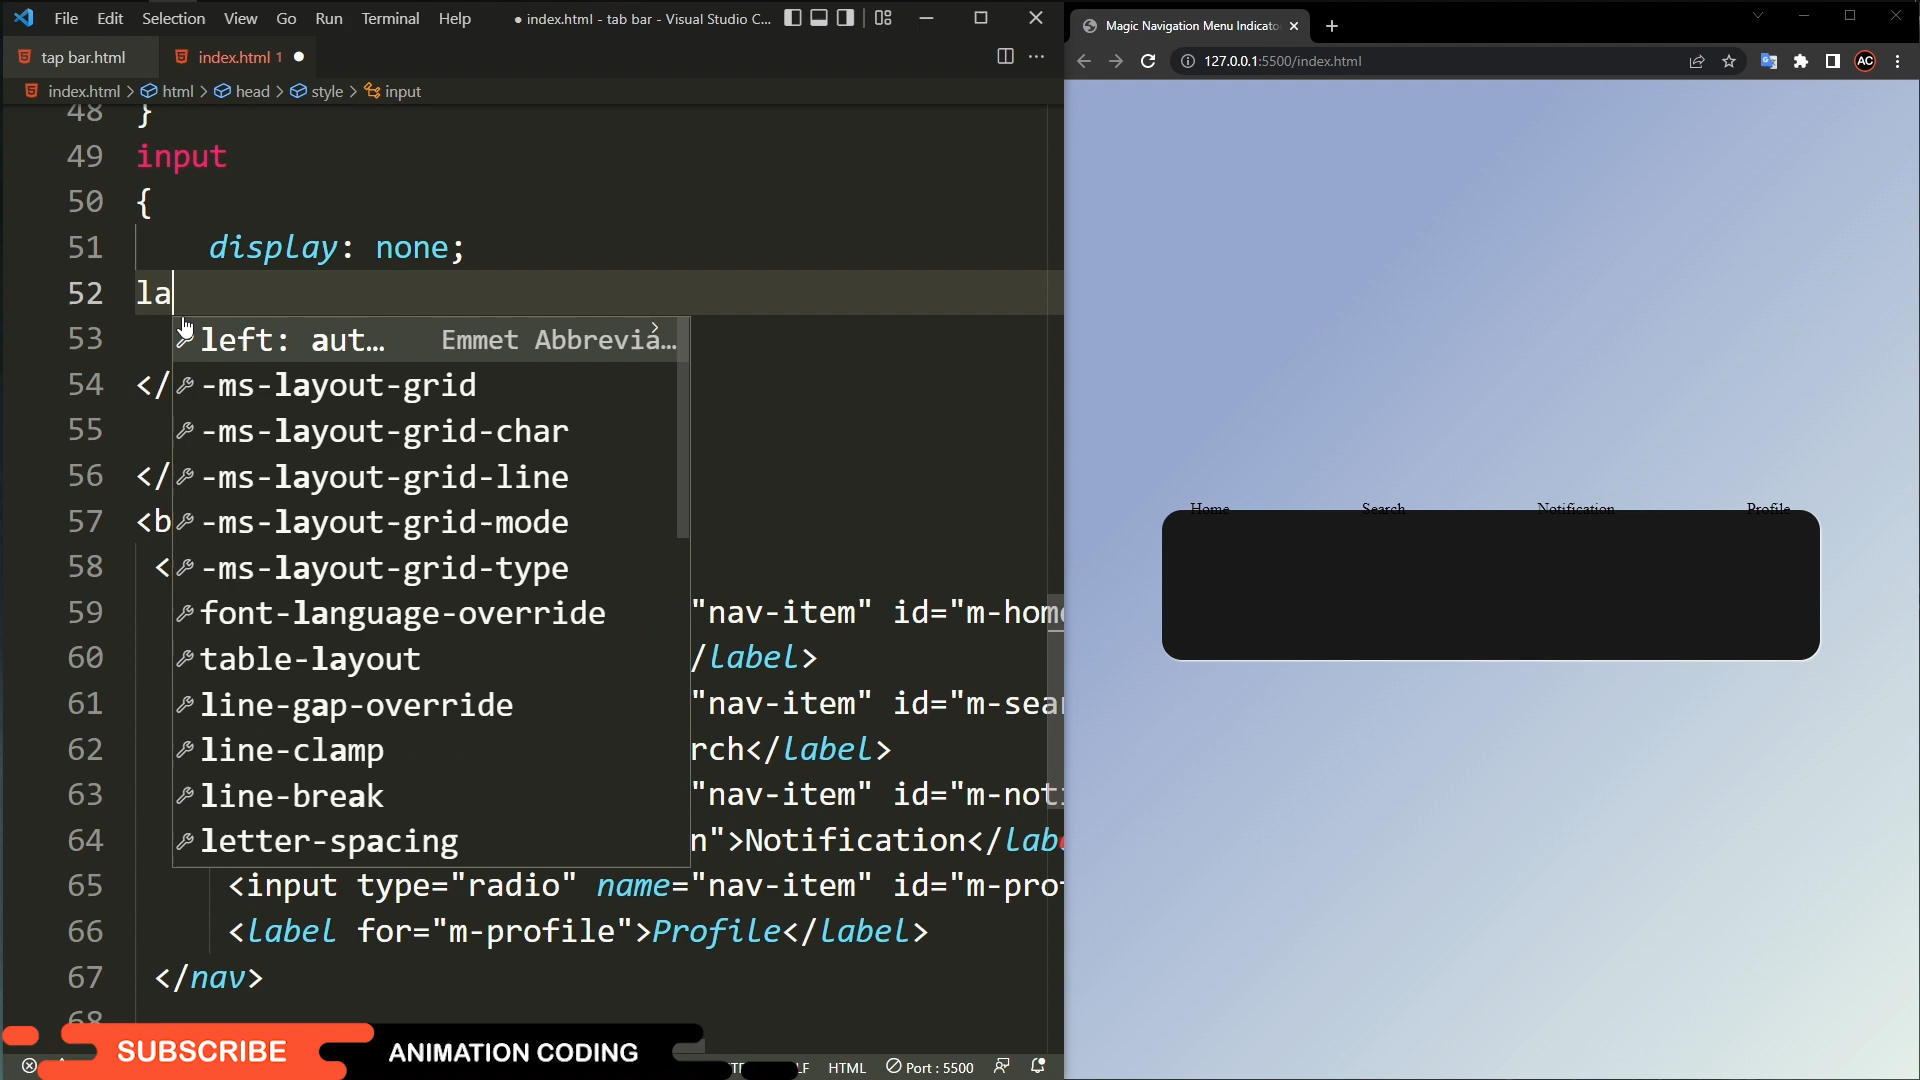 File Edit Selection View Go Run Terminal Help
● index.html - tab bar - Visual Studio C...
tap bar.html
index.html 1 ●
index.html > html > head > style > input
48 }
49 input
50 {
51 display: none;
52 la
53
54 </
55
56 </
57 <b
58 <
59 "nav-item" id="m-hom
60 /label>
61 "nav-item" id="m-sea
62 rch</label>
63 "nav-item" id="m-not
64 n">Notification</lab
65 <input type="radio" name="nav-item" id="m-pro
66 <label for="m-profile">Profile</label>
67 </nav>
68
left: aut... Emmet Abbrevia...
-ms-layout-grid
-ms-layout-grid-char
-ms-layout-grid-line
-ms-layout-grid-mode
-ms-layout-grid-type
font-language-override
table-layout
line-gap-override
line-clamp
line-break
letter-spacing
SUBSCRIBE ANIMATION CODING
LF HTML Port : 5500
Magic Navigation Menu Indicato
127.0.0.1:5500/index.html
AC
Home Search Notification Profile